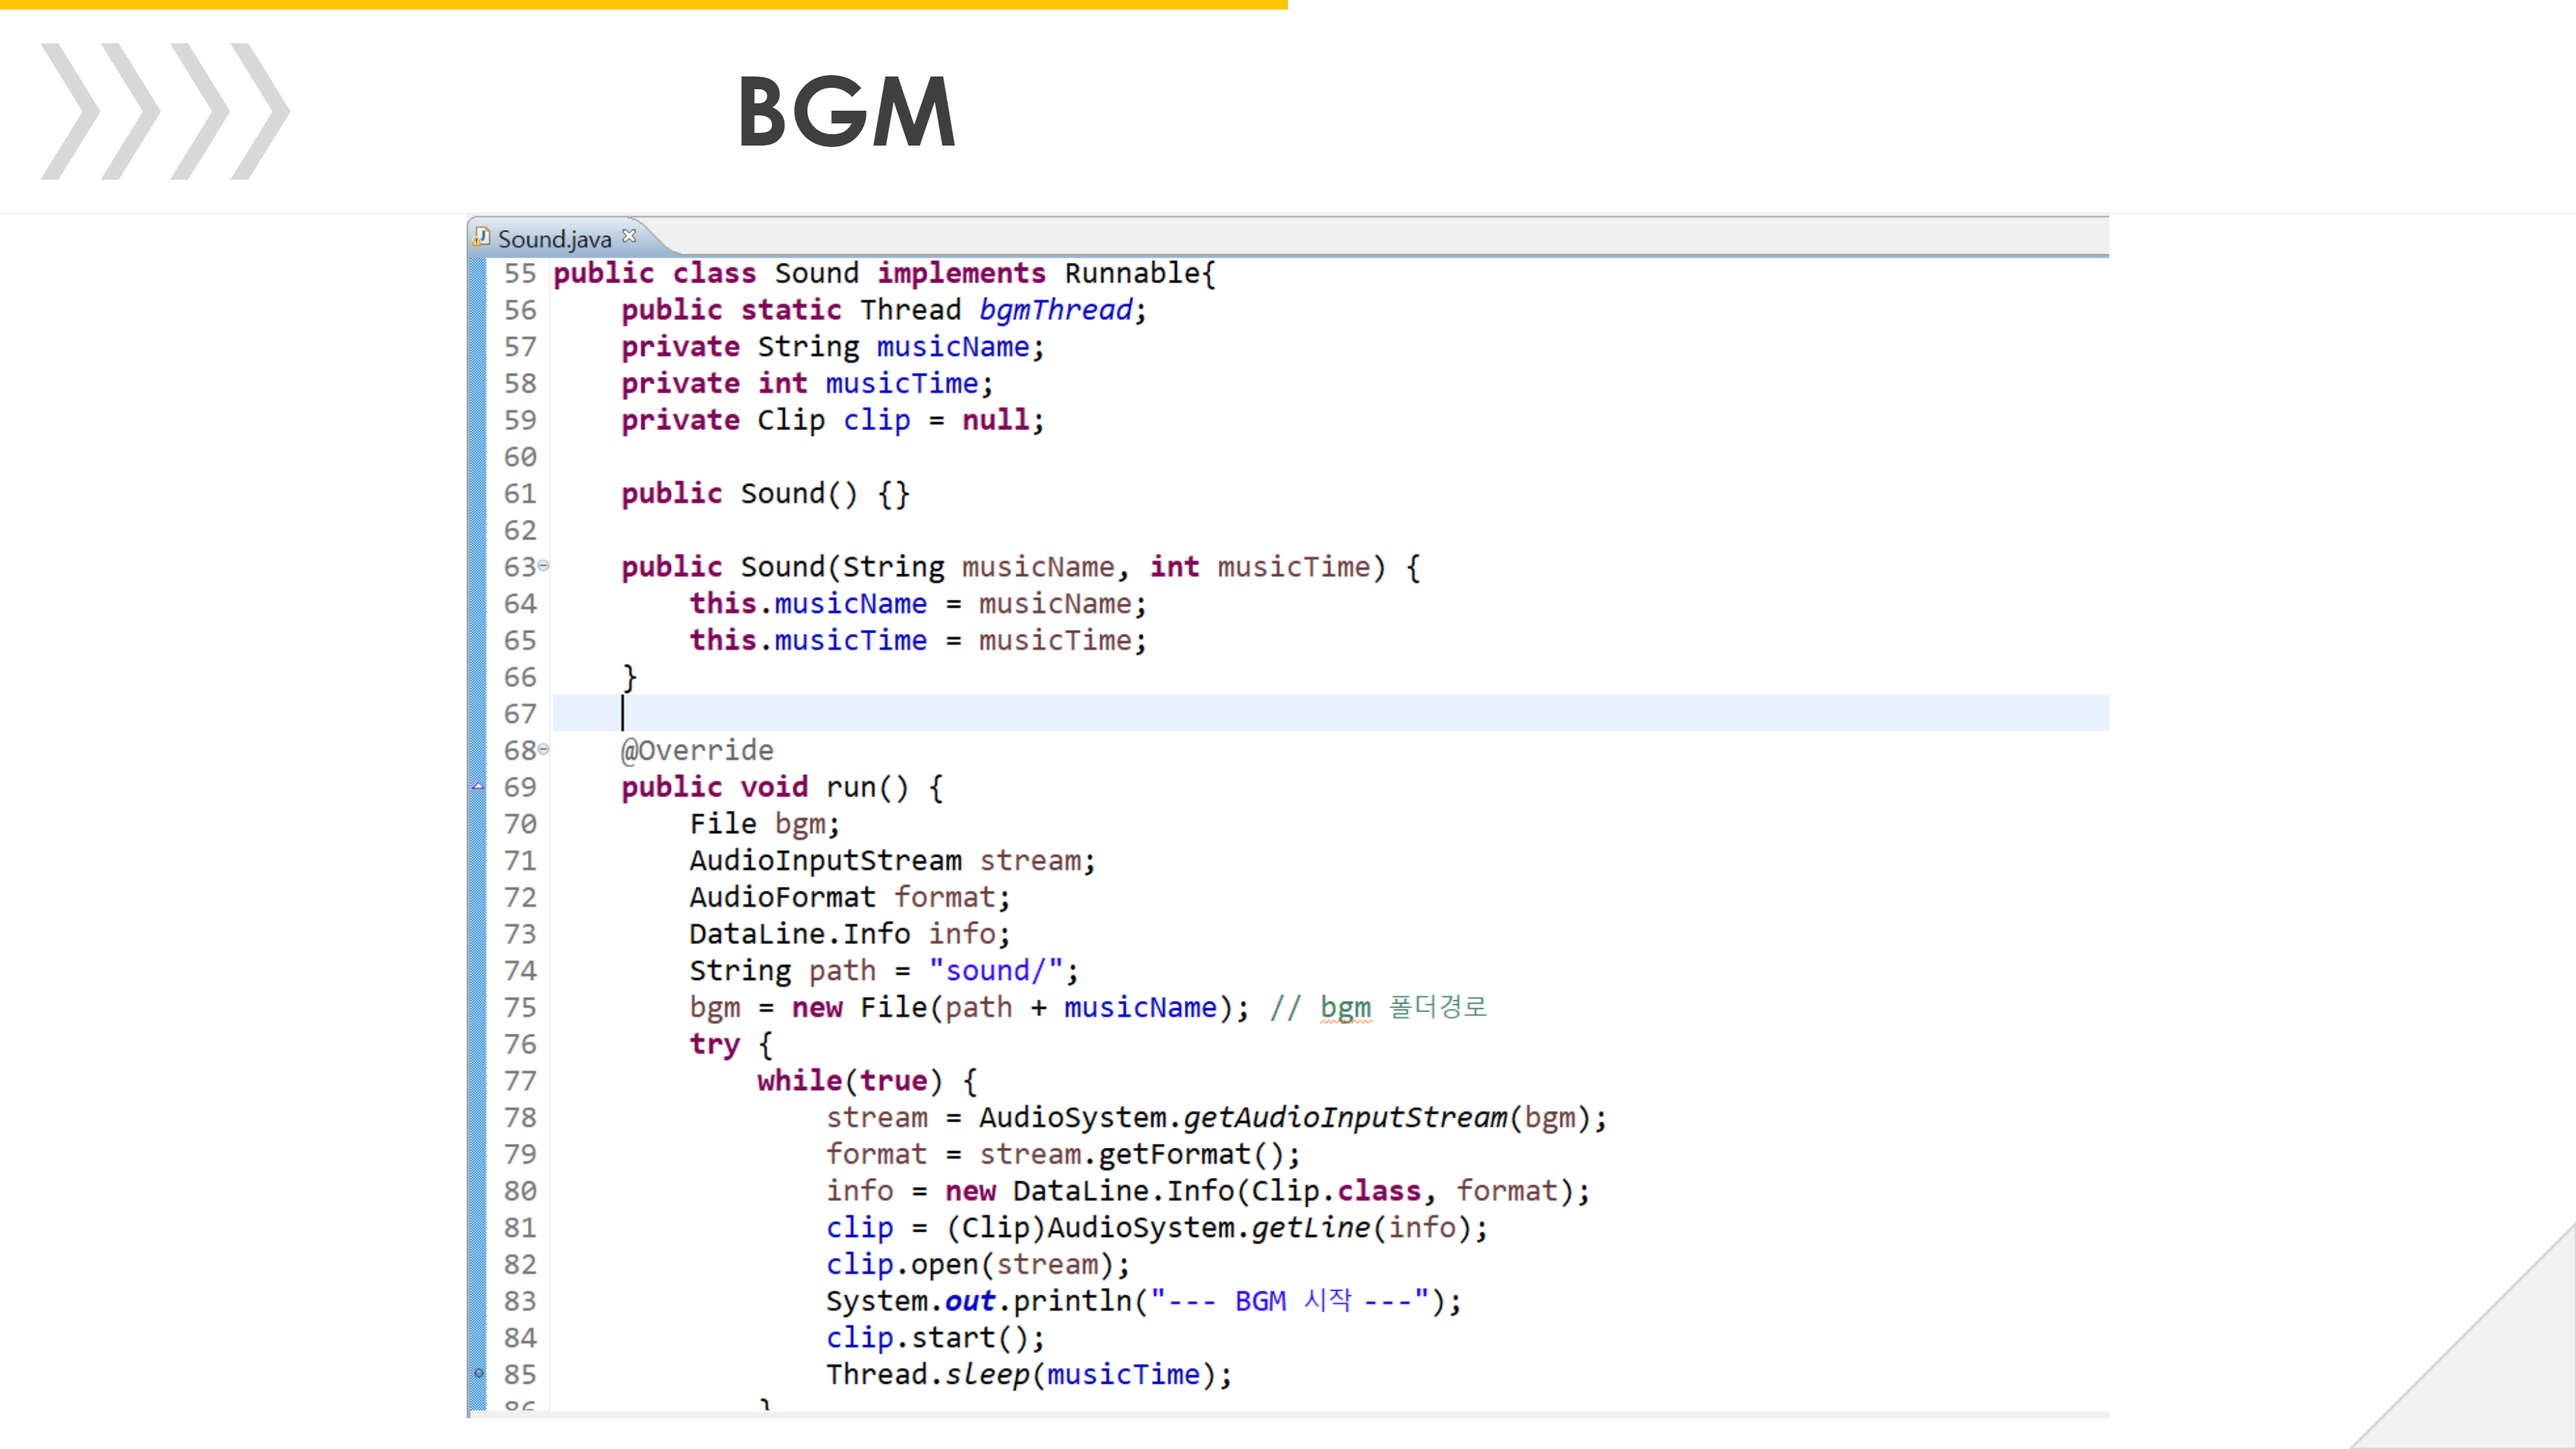 BGM
Sound.java
55 public class Sound implements Runnable{
56     public static Thread bgmThread;
57     private String musicName;
58     private int musicTime;
59     private Clip clip = null;
60
61     public Sound() {}
62
63     public Sound(String musicName, int musicTime) {
64         this.musicName = musicName;
65         this.musicTime = musicTime;
66     }
67
68     @Override
69     public void run() {
70         File bgm;
71         AudioInputStream stream;
72         AudioFormat format;
73         DataLine.Info info;
74         String path = "sound/";
75         bgm = new File(path + musicName); // bgm 폴더경로
76         try {
77             while(true) {
78                 stream = AudioSystem.getAudioInputStream(bgm);
79                 format = stream.getFormat();
80                 info = new DataLine.Info(Clip.class, format);
81                 clip = (Clip)AudioSystem.getLine(info);
82                 clip.open(stream);
83                 System.out.println("--- BGM 시작 ---");
84                 clip.start();
85                 Thread.sleep(musicTime);
86             }